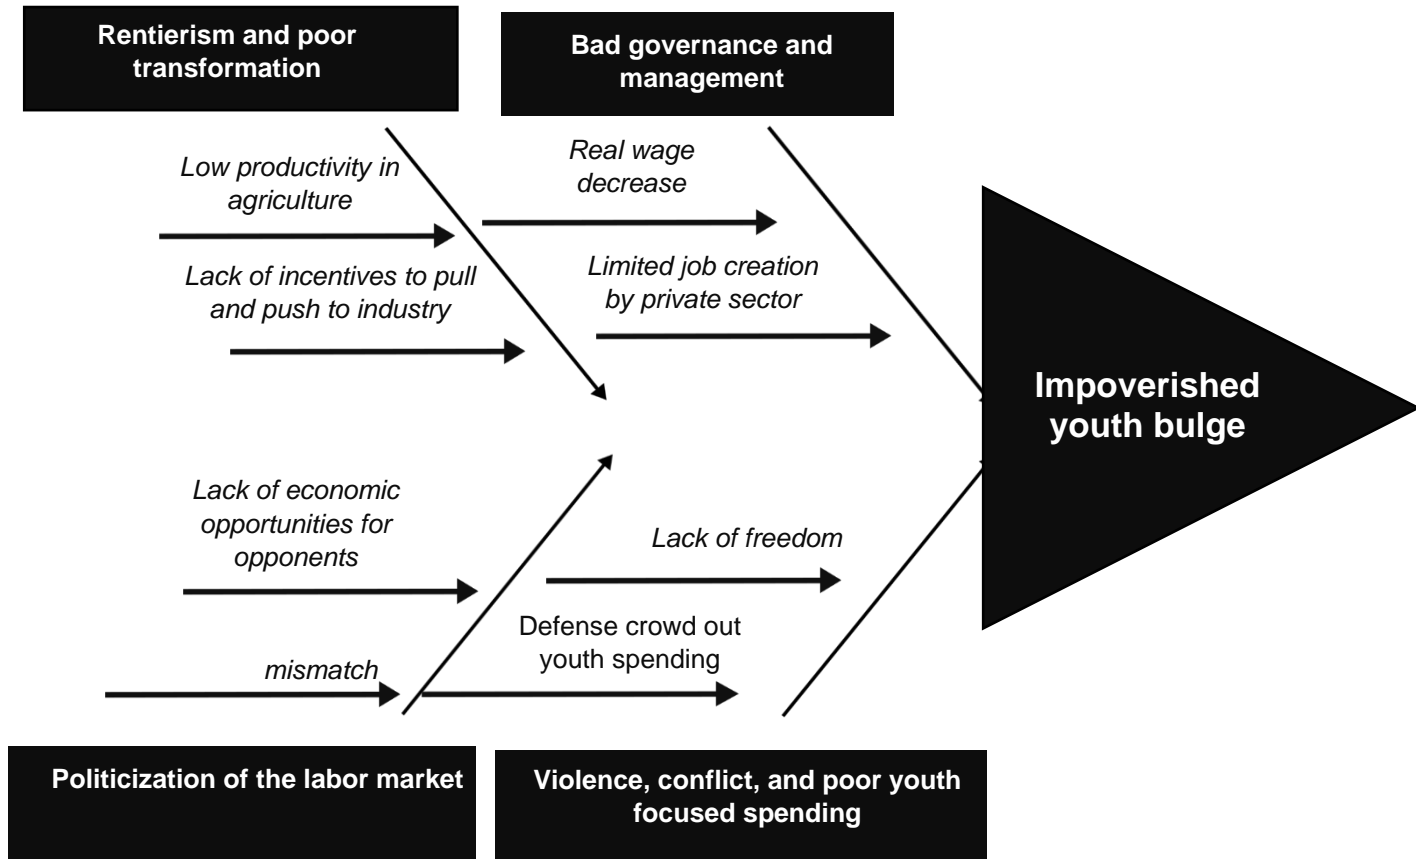 Rentierism and poor
transformation
Bad governance and
management
Low productivity in
agriculture
Real wage
decrease
Lack of incentives to pull
and push to industry
Limited job creation
by private sector
Impoverished
youth bulge
Lack of economic
opportunities for
opponents
Lack of freedom
Defense crowd out
youth spending
mismatch
Politicization of the labor market
Violence, conflict, and poor youth
focused spending